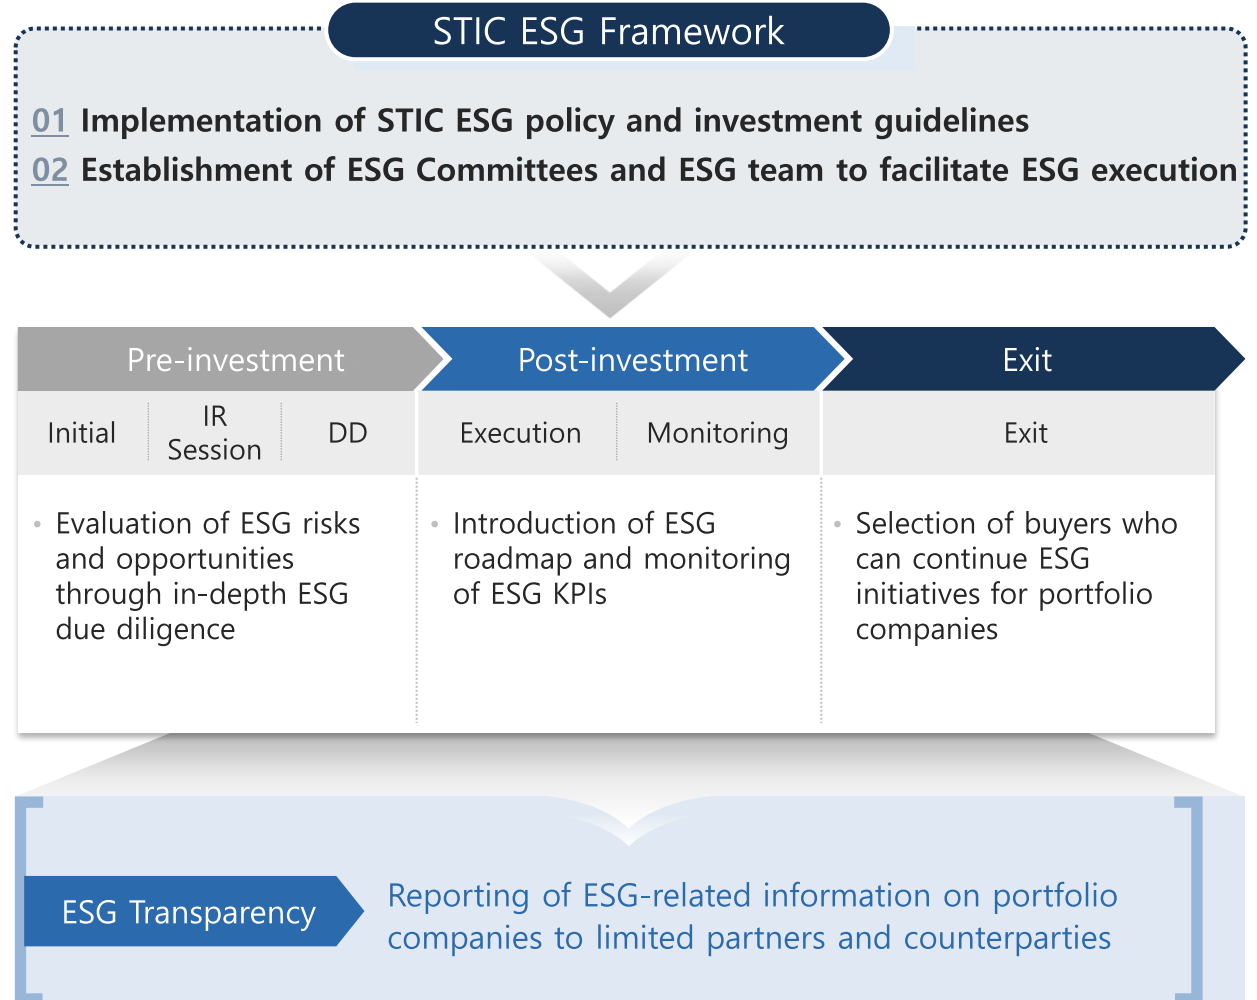 STIC ESG Framework
01 Implementation of STIC ESG policy and investment guidelines
02 Establishment of ESG Committees and ESG team to facilitate ESG execution
Pre-investment
Post-investment
Exit
Initial
IR
Session
DD
Execution
Monitoring
Exit
• Evaluation of ESG risks
and opportunities
through in-depth ESG
due diligence
• Introduction of ESG
roadmap and monitoring
of ESG KPIs
• Selection of buyers who
can continue ESG
initiatives for portfolio
companies
ESG Transparency
Reporting of ESG-related information on portfolio
companies to limited partners and counterparties